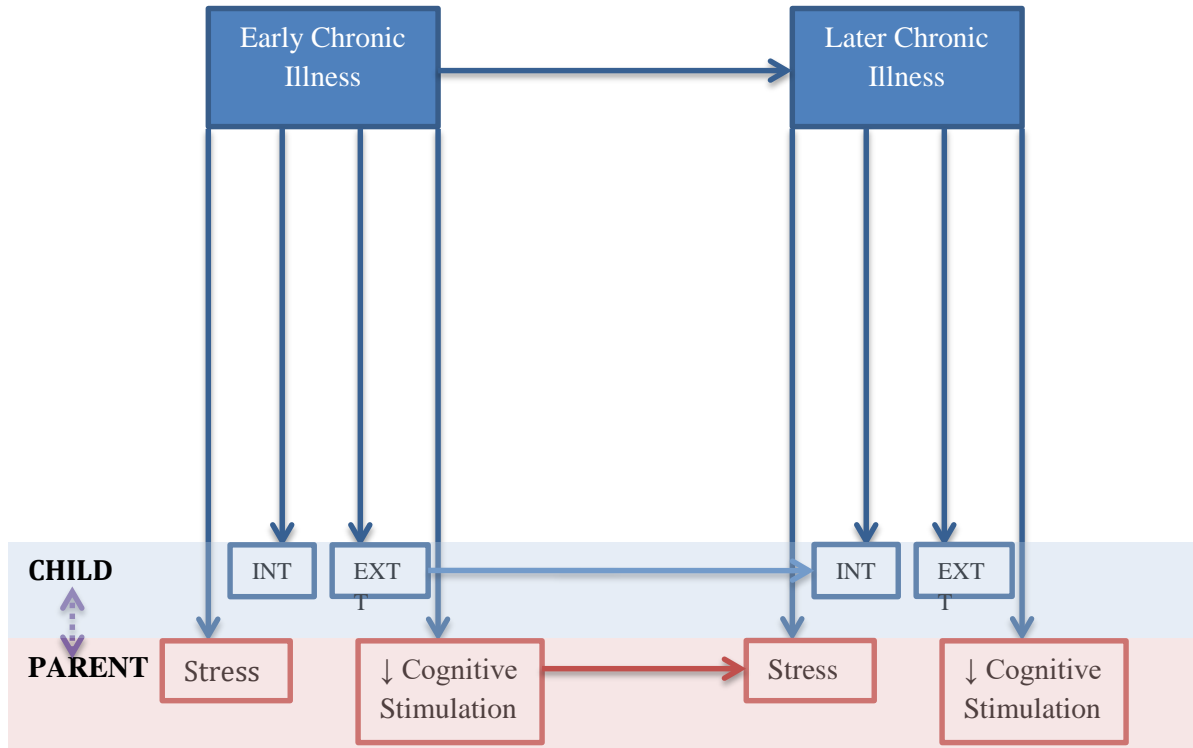 Early Chronic
Illness
Later Chronic
Illness
CHILD
INT
EXT
T
INT
EXT
T
PARENT
Stress
↓ Cognitive
Stimulation
Stress
↓ Cognitive
Stimulation